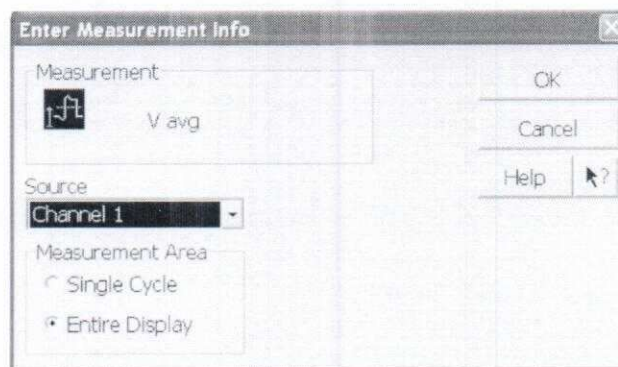 Enter Measurement Info
Measurement
V avg
OK
Cancel
Help
?
Source
Channel 1
Measurement Area
Single Cycle
Entire Display